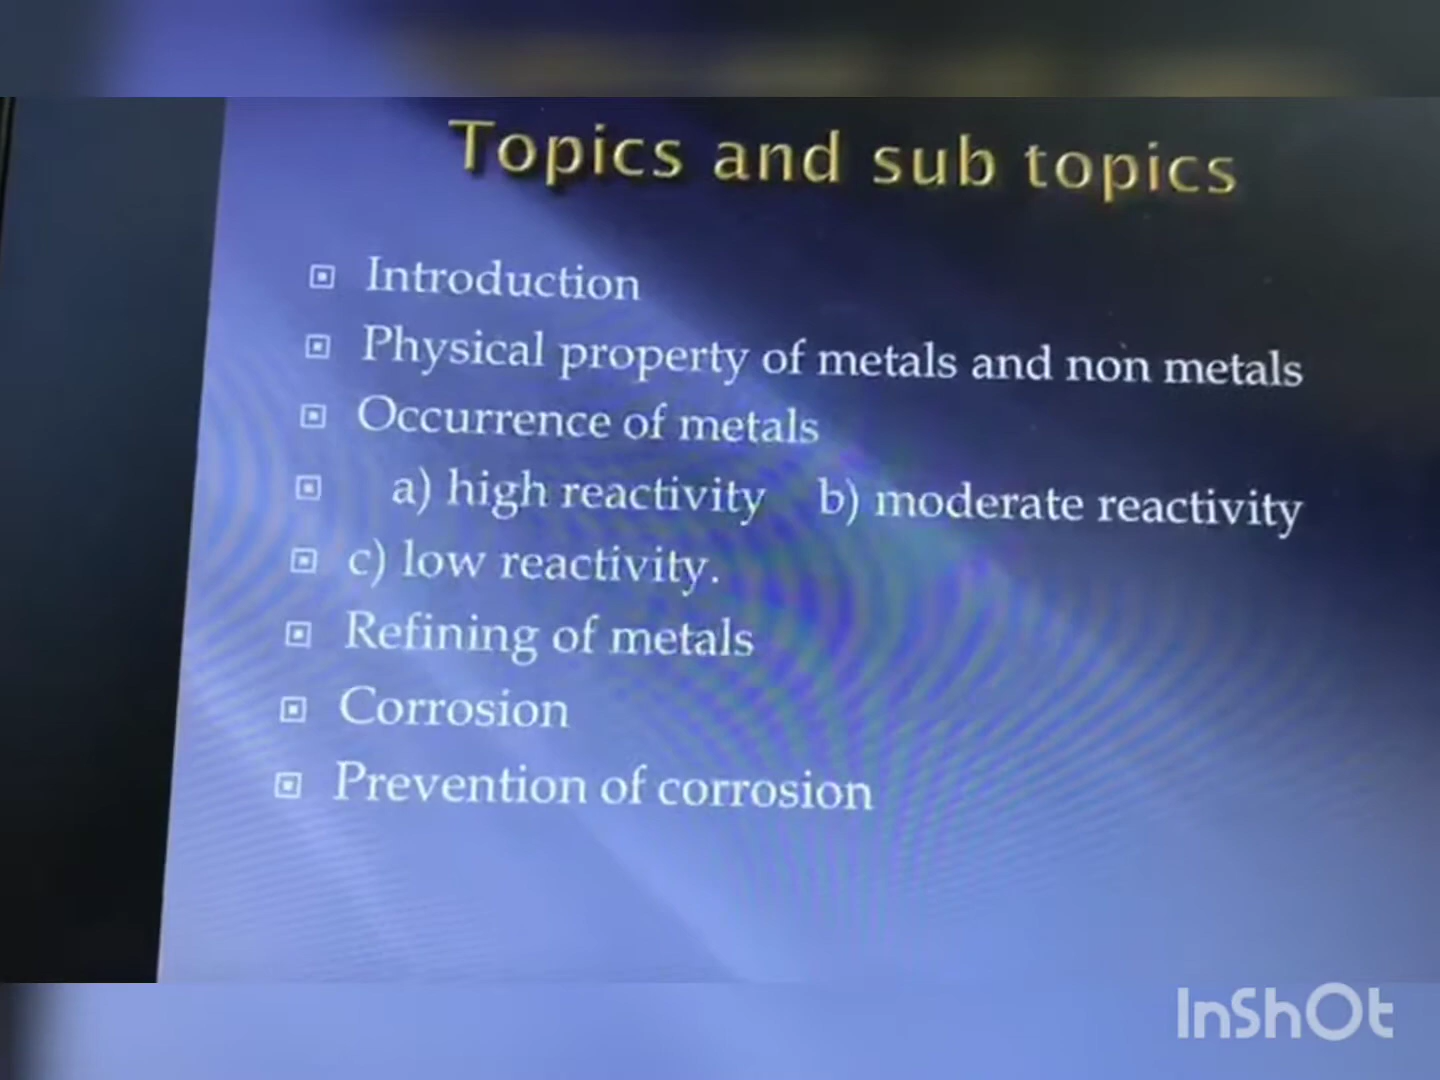 Topics and sub topics
Introduction
Physical property of metals and non metals
Occurrence of metals
a) high reactivity b) moderate reactivity
c) low reactivity.
Refining of metals
Corrosion
Prevention of corrosion
InShOt